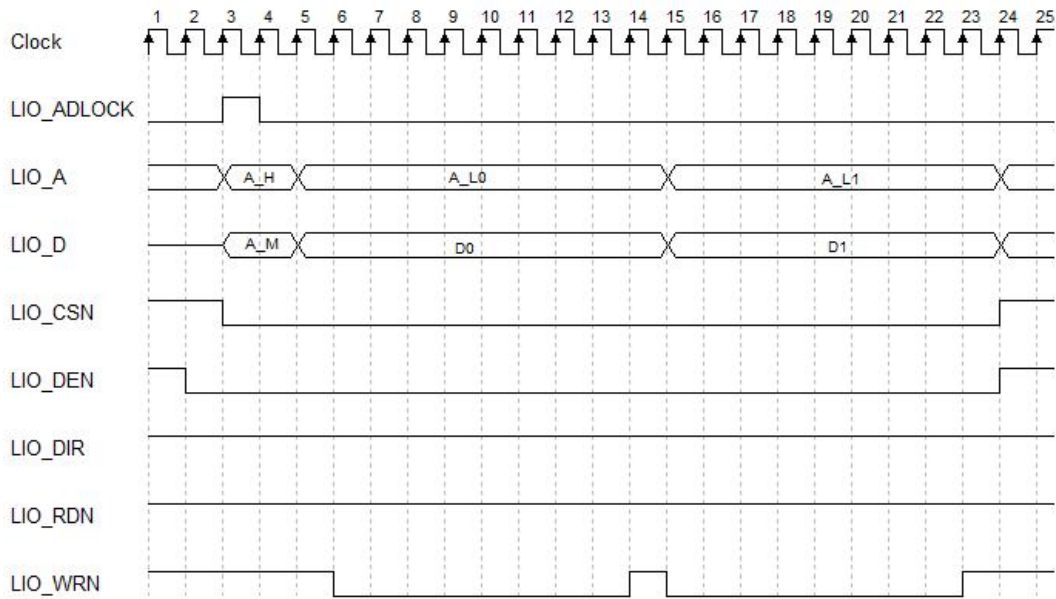 1 2 3 4 5 6 7 8 9 10 11 12 13 14 15 16 17 18 19 20 21 22 23 24 25
Clock
LIO_ADLOCK
LIO_A A_H A_L0 A_L1
LIO_D A_M D0 D1
LIO_CSN
LIO_DEN
LIO_DIR
LIO_RDN
LIO_WRN